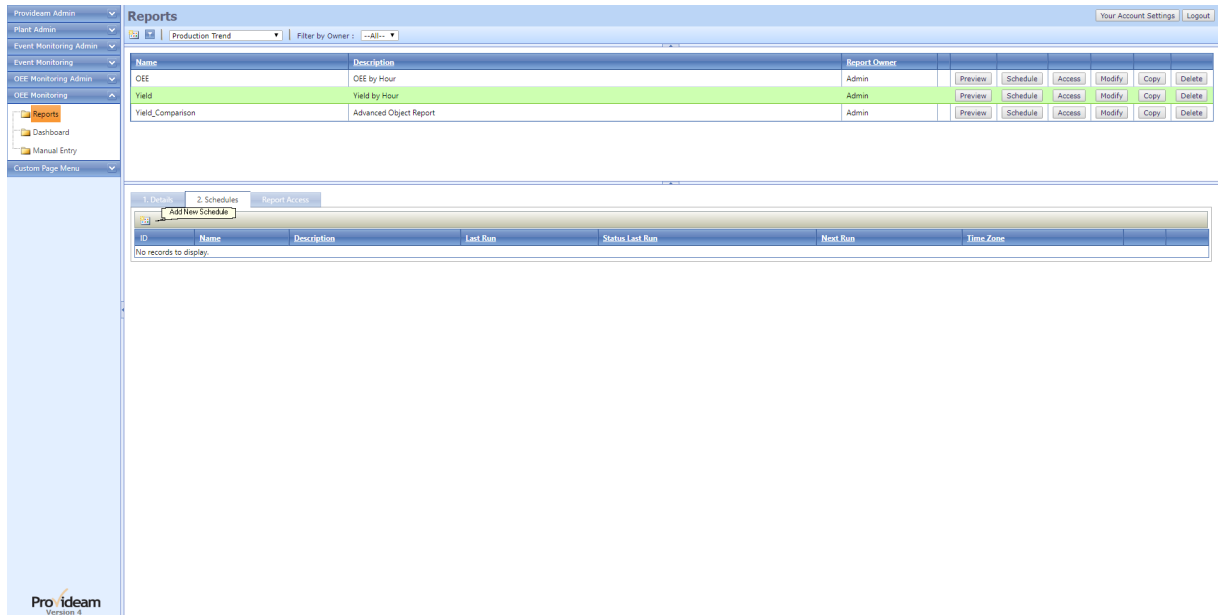 Provideam Admin
Plant Admin
Event Monitoring Admin
Event Monitoring
OEE Monitoring Admin
OEE Monitoring
Reports
Dashboard
Manual Entry
Custom Page Menu
Reports
Your Account Settings Logout
Production Trend Filter by Owner : --All--
Name Description Report Owner
OEE OEE by Hour Admin Preview Schedule Access Modify Copy Delete
Yield Yield by Hour Admin Preview Schedule Access Modify Copy Delete
Yield_Comparison Advanced Object Report Admin Preview Schedule Access Modify Copy Delete
1. Details 2. Schedules Report Access
Add New Schedule
ID Name Description Last Run Status Last Run Next Run Time Zone
No records to display.
Provideam
Version 4